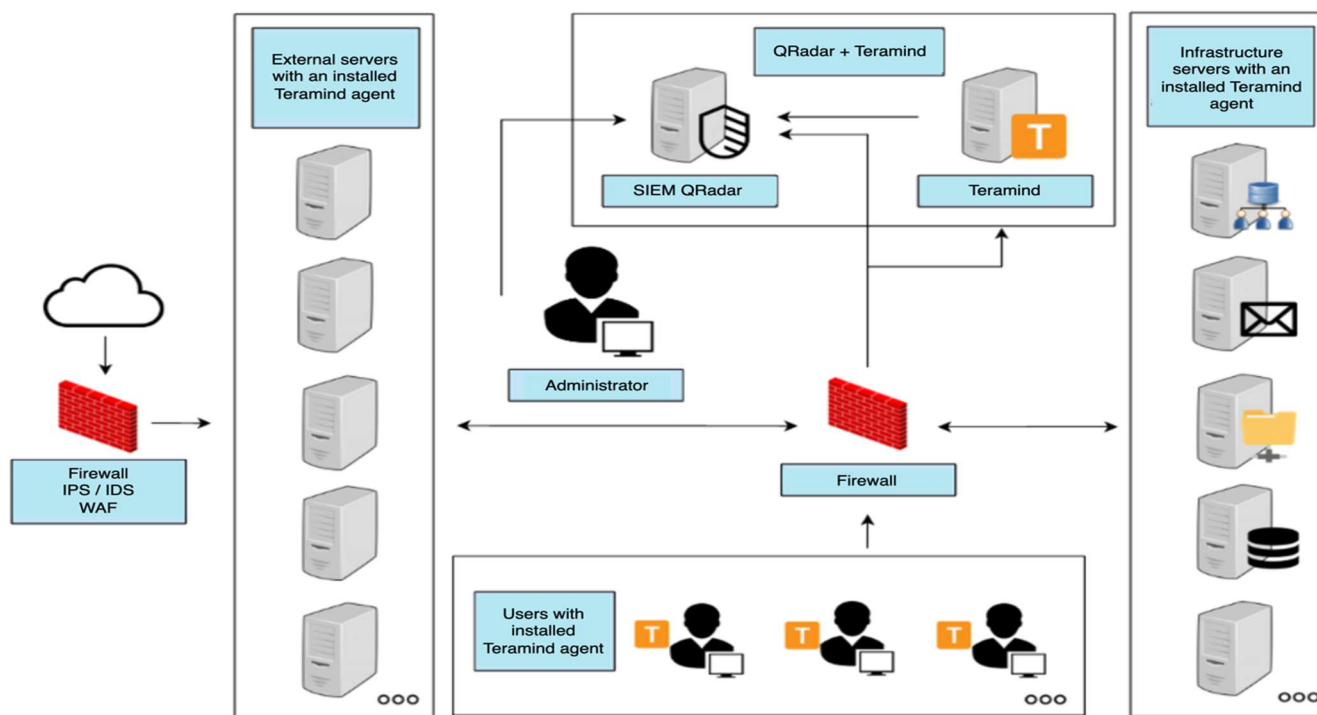 External servers
with an installed
Teramind agent
QRadar + Teramind
Infrastructure
servers with an
installed Teramind
agent
T
SIEM QRadar
Teramind
Administrator
Firewall
IPS / IDS
WAF
Firewall
Users with
installed
Teramind agent
T
T
T